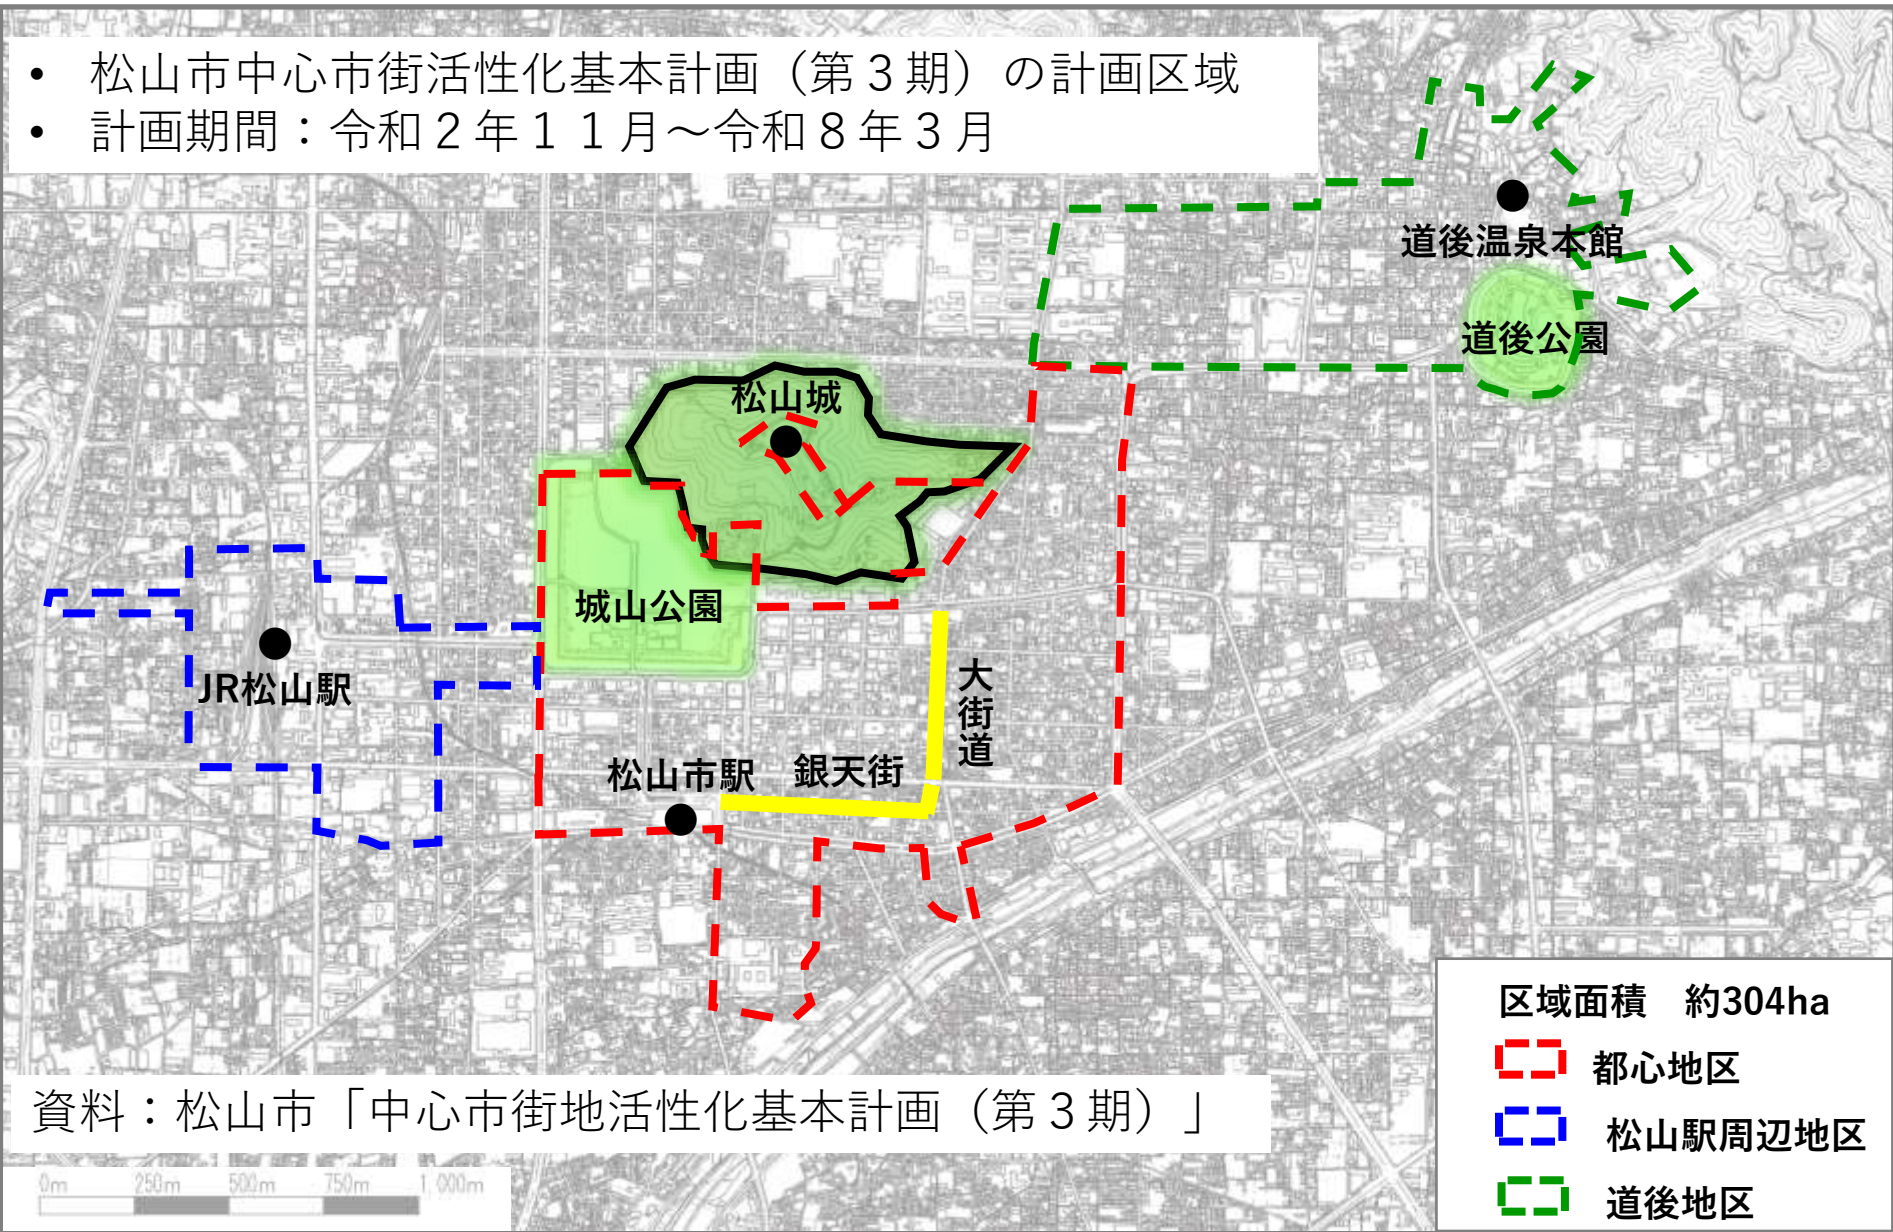 • 松山市中心市街活性化基本計画（第３期）の計画区域
• 計画期間：令和２年１１月～令和８年３月
道後温泉本館
道後公園
松山城
城山公園
JR松山駅
大街道
松山市駅
銀天街
区域面積　約304ha
都心地区
松山駅周辺地区
道後地区
資料：松山市「中心市街地活性化基本計画（第３期）」
0m 250m 500m 750m 1,000m